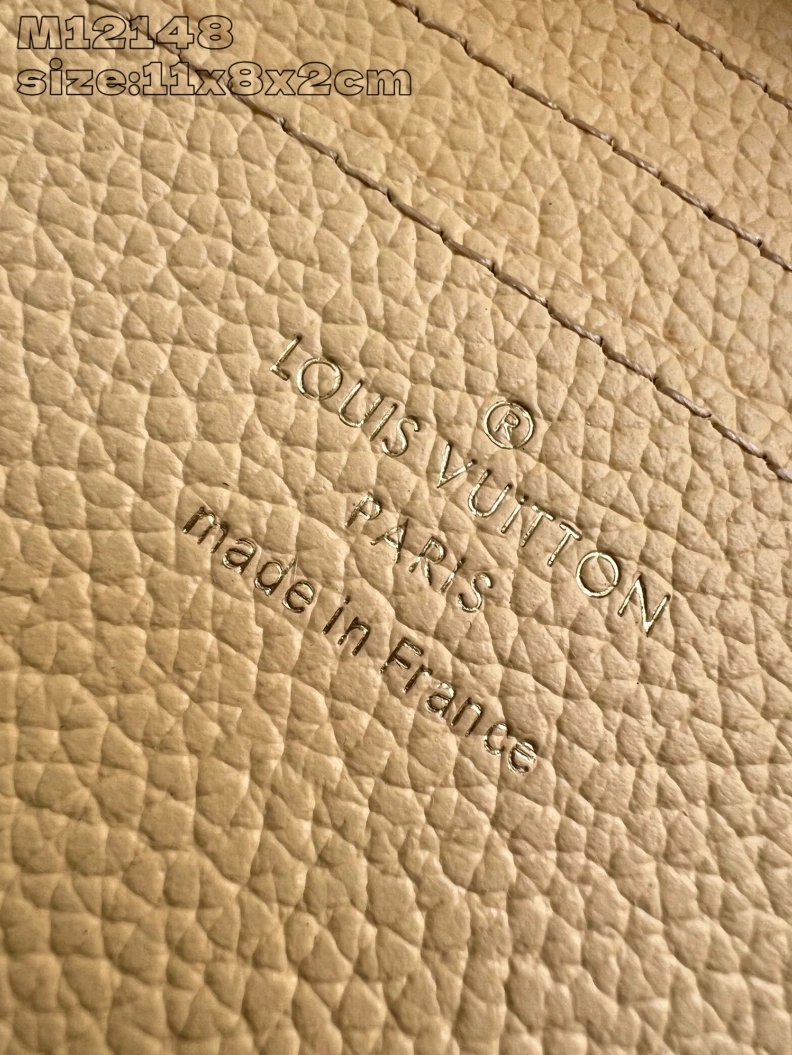 M12148
size:11x8x2cm
®
LOUIS VUITTON
PARIS
made in France